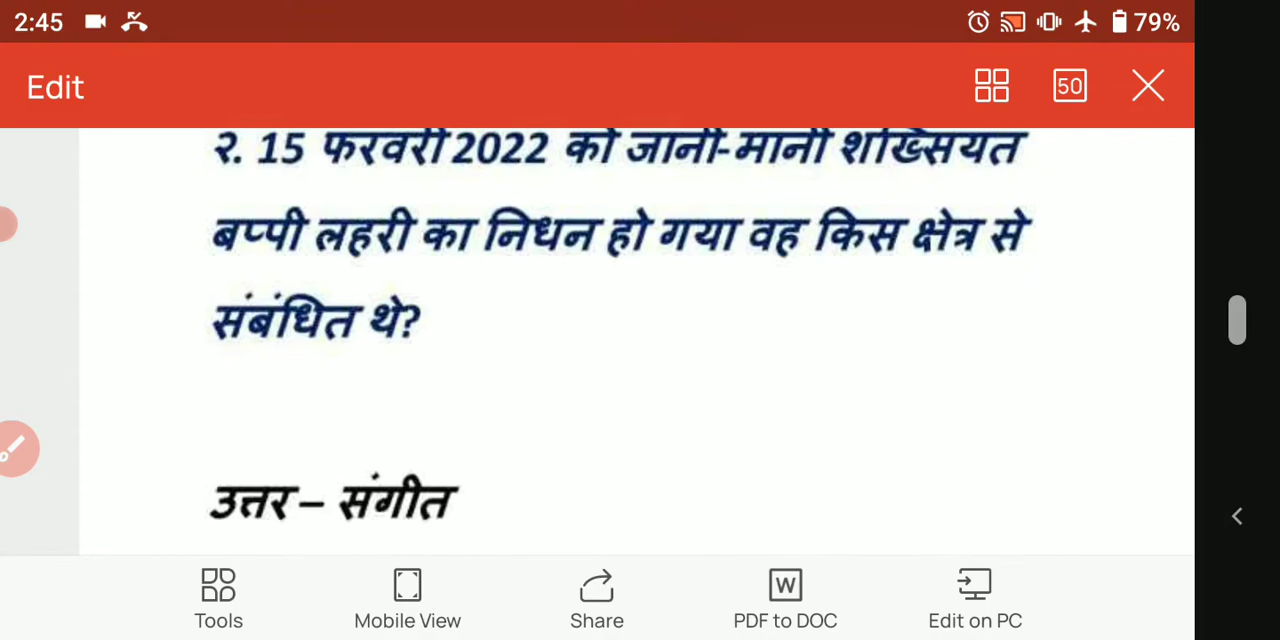 2:45 79%
Edit 50
२. 15 फरवरी 2022 को जानी-मानी शख्सियत
बप्पी लहरी का निधन हो गया वह किस क्षेत्र से
संबंधित थे?
उत्तर – संगीत
Tools Mobile View Share PDF to DOC Edit on PC